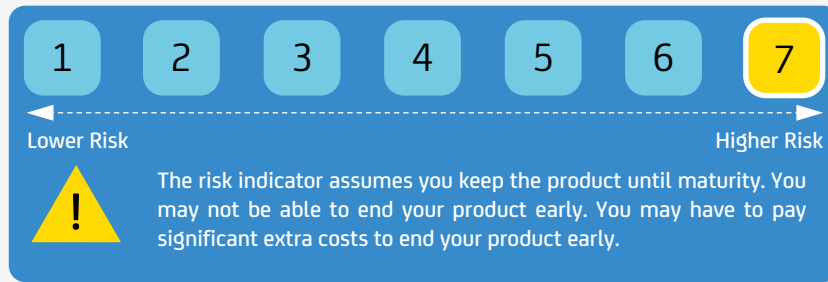 1 2 3 4 5 6 7
Lower Risk Higher Risk
! The risk indicator assumes you keep the product until maturity. You
may not be able to end your product early. You may have to pay
significant extra costs to end your product early.